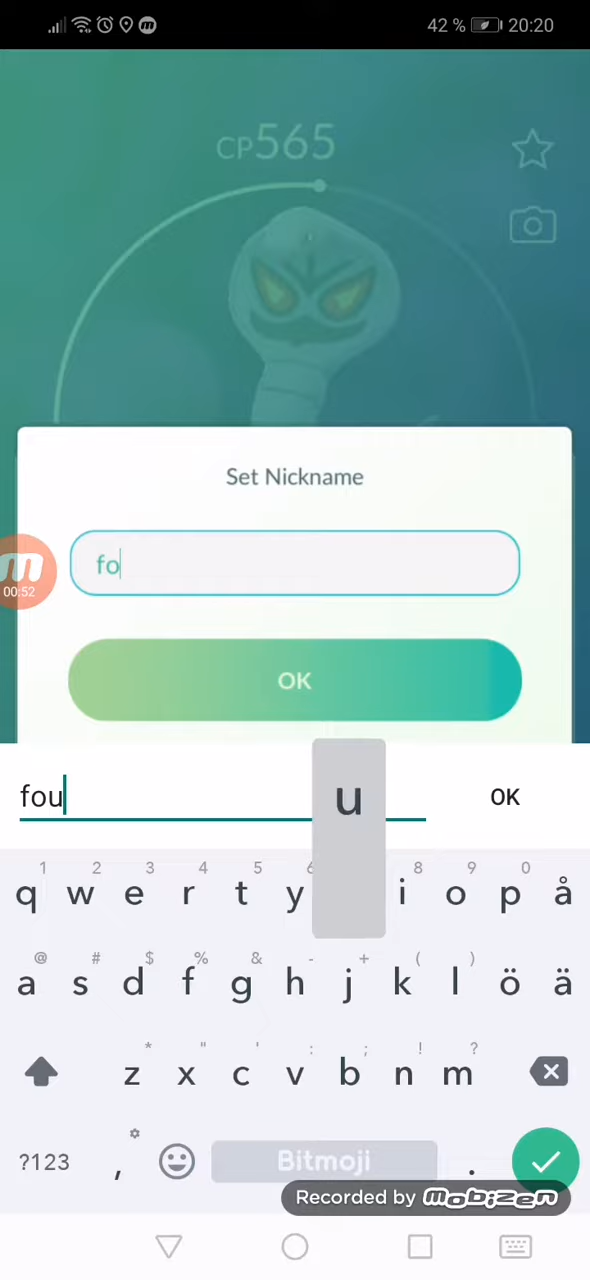 42 % 20:20
CP565
Set Nickname
fo
m
00:52
OK
fou
u
OK
1 2 3 4 5 6 8 9 0
q w e r t y i o p å
@ # $ % & - + ( )
a s d f g h j k l ö ä
* " ' : ; ! ?
z x c v b n m
?123 , Bitmoji .
Recorded by mobizen